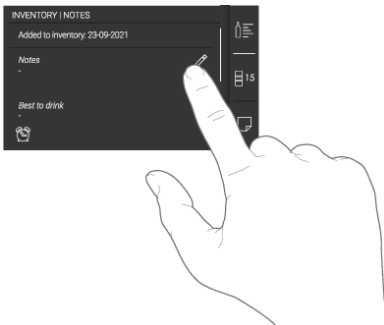 INVENTORY | NOTES
Added to inventory: 23-09-2021
Notes
-
15
Best to drink
-